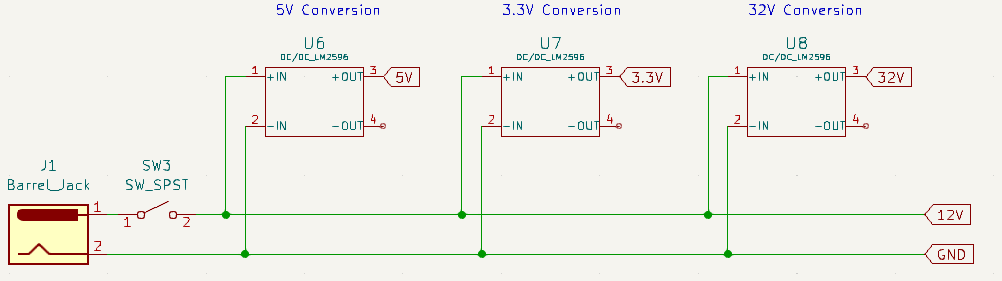 5V Conversion
3.3V Conversion
32V Conversion
U6
DC/DC_LM2596
1 +IN +OUT 3 5V
2 -IN -OUT 4
U7
DC/DC_LM2596
1 +IN +OUT 3 3.3V
2 -IN -OUT 4
U8
DC/DC_LM2596
1 +IN +OUT 3 32V
2 -IN -OUT 4
J1
Barrel_Jack
1
2
SW3
SW_SPST
1 2
12V
GND